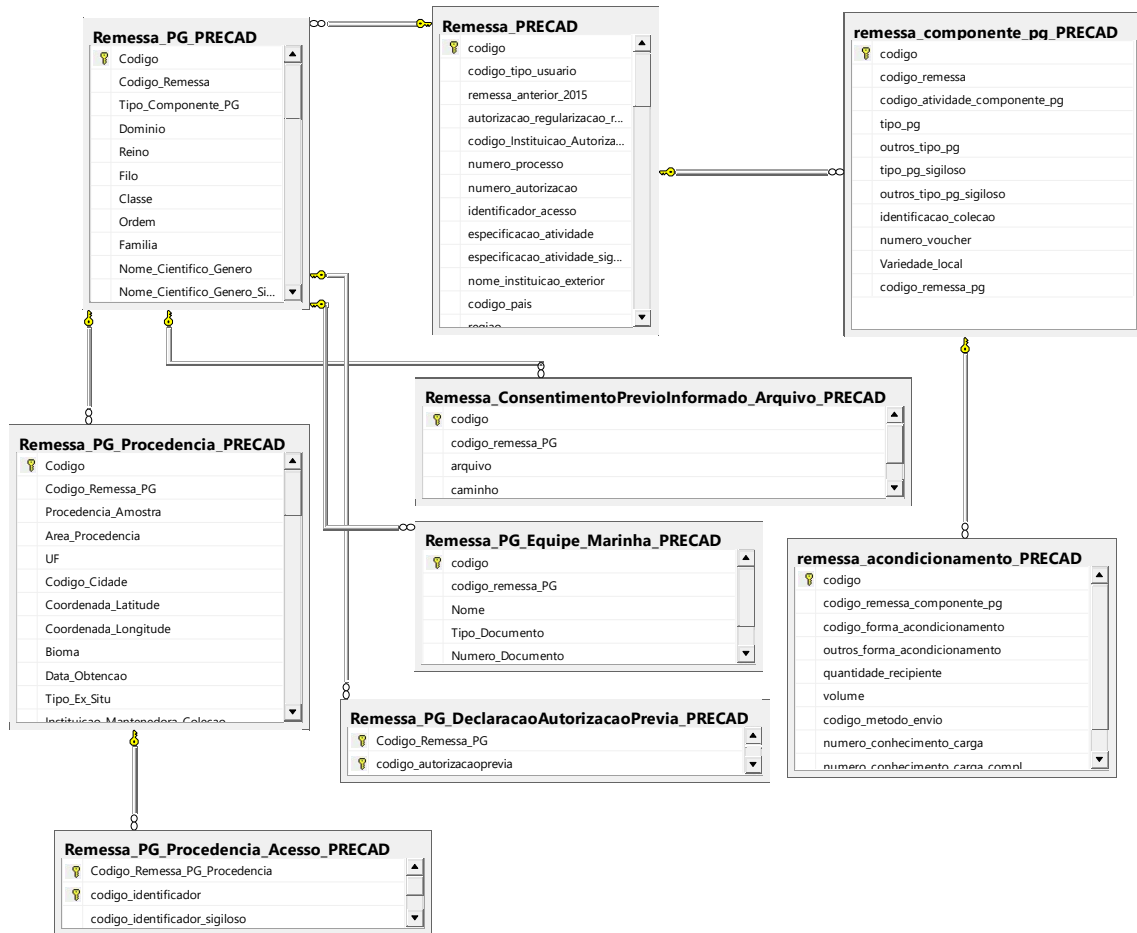 Remessa_PG_PRECAD
Codigo
Codigo_Remessa
Tipo_Componente_PG
Dominio
Reino
Filo
Classe
Ordem
Familia
Nome_Cientifico_Genero
Nome_Cientifico_Genero_Si...
Remessa_PRECAD
codigo
codigo_tipo_usuario
remessa_anterior_2015
autorizacao_regularizacao_r...
codigo_Instituicao_Autoriza...
numero_processo
numero_autorizacao
identificador_acesso
especificacao_atividade
especificacao_atividade_sig...
nome_instituicao_exterior
codigo_pais
regiao
remessa_componente_pg_PRECAD
codigo
codigo_remessa
codigo_atividade_componente_pg
tipo_pg
outros_tipo_pg
tipo_pg_sigiloso
outros_tipo_pg_sigiloso
identificacao_colecao
numero_voucher
Variedade_local
codigo_remessa_pg
Remessa_ConsentimentoPrevioInformado_Arquivo_PRECAD
codigo
codigo_remessa_PG
arquivo
caminho
Remessa_PG_Procedencia_PRECAD
Codigo
Codigo_Remessa_PG
Procedencia_Amostra
Area_Procedencia
UF
Codigo_Cidade
Coordenada_Latitude
Coordenada_Longitude
Bioma
Data_Obtencao
Tipo_Ex_Situ
Instituicao_Mantenedora_Colecao
Remessa_PG_Equipe_Marinha_PRECAD
codigo
codigo_remessa_PG
Nome
Tipo_Documento
Numero_Documento
remessa_acondicionamento_PRECAD
codigo
codigo_remessa_componente_pg
codigo_forma_acondicionamento
outros_forma_acondicionamento
quantidade_recipiente
volume
codigo_metodo_envio
numero_conhecimento_carga
numero_conhecimento_carga_compl
Remessa_PG_DeclaracaoAutorizacaoPrevia_PRECAD
Codigo_Remessa_PG
codigo_autorizacaoprevia
Remessa_PG_Procedencia_Acesso_PRECAD
Codigo_Remessa_PG_Procedencia
codigo_identificador
codigo_identificador_sigiloso